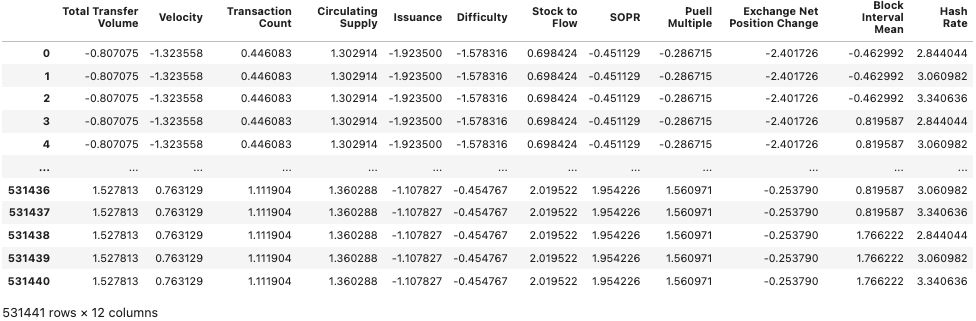 Total Transfer Volume Velocity Transaction Count Circulating Supply Issuance Difficulty Stock to Flow SOPR Puell Multiple Exchange Net Position Change Block Interval Mean Hash Rate
0 -0.807075 -1.323558 0.446083 1.302914 -1.923500 -1.578316 0.698424 -0.451129 -0.286715 -2.401726 -0.462992 2.844044
1 -0.807075 -1.323558 0.446083 1.302914 -1.923500 -1.578316 0.698424 -0.451129 -0.286715 -2.401726 -0.462992 3.060982
2 -0.807075 -1.323558 0.446083 1.302914 -1.923500 -1.578316 0.698424 -0.451129 -0.286715 -2.401726 -0.462992 3.340636
3 -0.807075 -1.323558 0.446083 1.302914 -1.923500 -1.578316 0.698424 -0.451129 -0.286715 -2.401726 0.819587 2.844044
4 -0.807075 -1.323558 0.446083 1.302914 -1.923500 -1.578316 0.698424 -0.451129 -0.286715 -2.401726 0.819587 3.060982
... ... ... ... ... ... ... ... ... ... ... ... ...
531436 1.527813 0.763129 1.111904 1.360288 -1.107827 -0.454767 2.019522 1.954226 1.560971 -0.253790 0.819587 3.060982
531437 1.527813 0.763129 1.111904 1.360288 -1.107827 -0.454767 2.019522 1.954226 1.560971 -0.253790 0.819587 3.340636
531438 1.527813 0.763129 1.111904 1.360288 -1.107827 -0.454767 2.019522 1.954226 1.560971 -0.253790 1.766222 2.844044
531439 1.527813 0.763129 1.111904 1.360288 -1.107827 -0.454767 2.019522 1.954226 1.560971 -0.253790 1.766222 3.060982
531440 1.527813 0.763129 1.111904 1.360288 -1.107827 -0.454767 2.019522 1.954226 1.560971 -0.253790 1.766222 3.340636
531441 rows × 12 columns